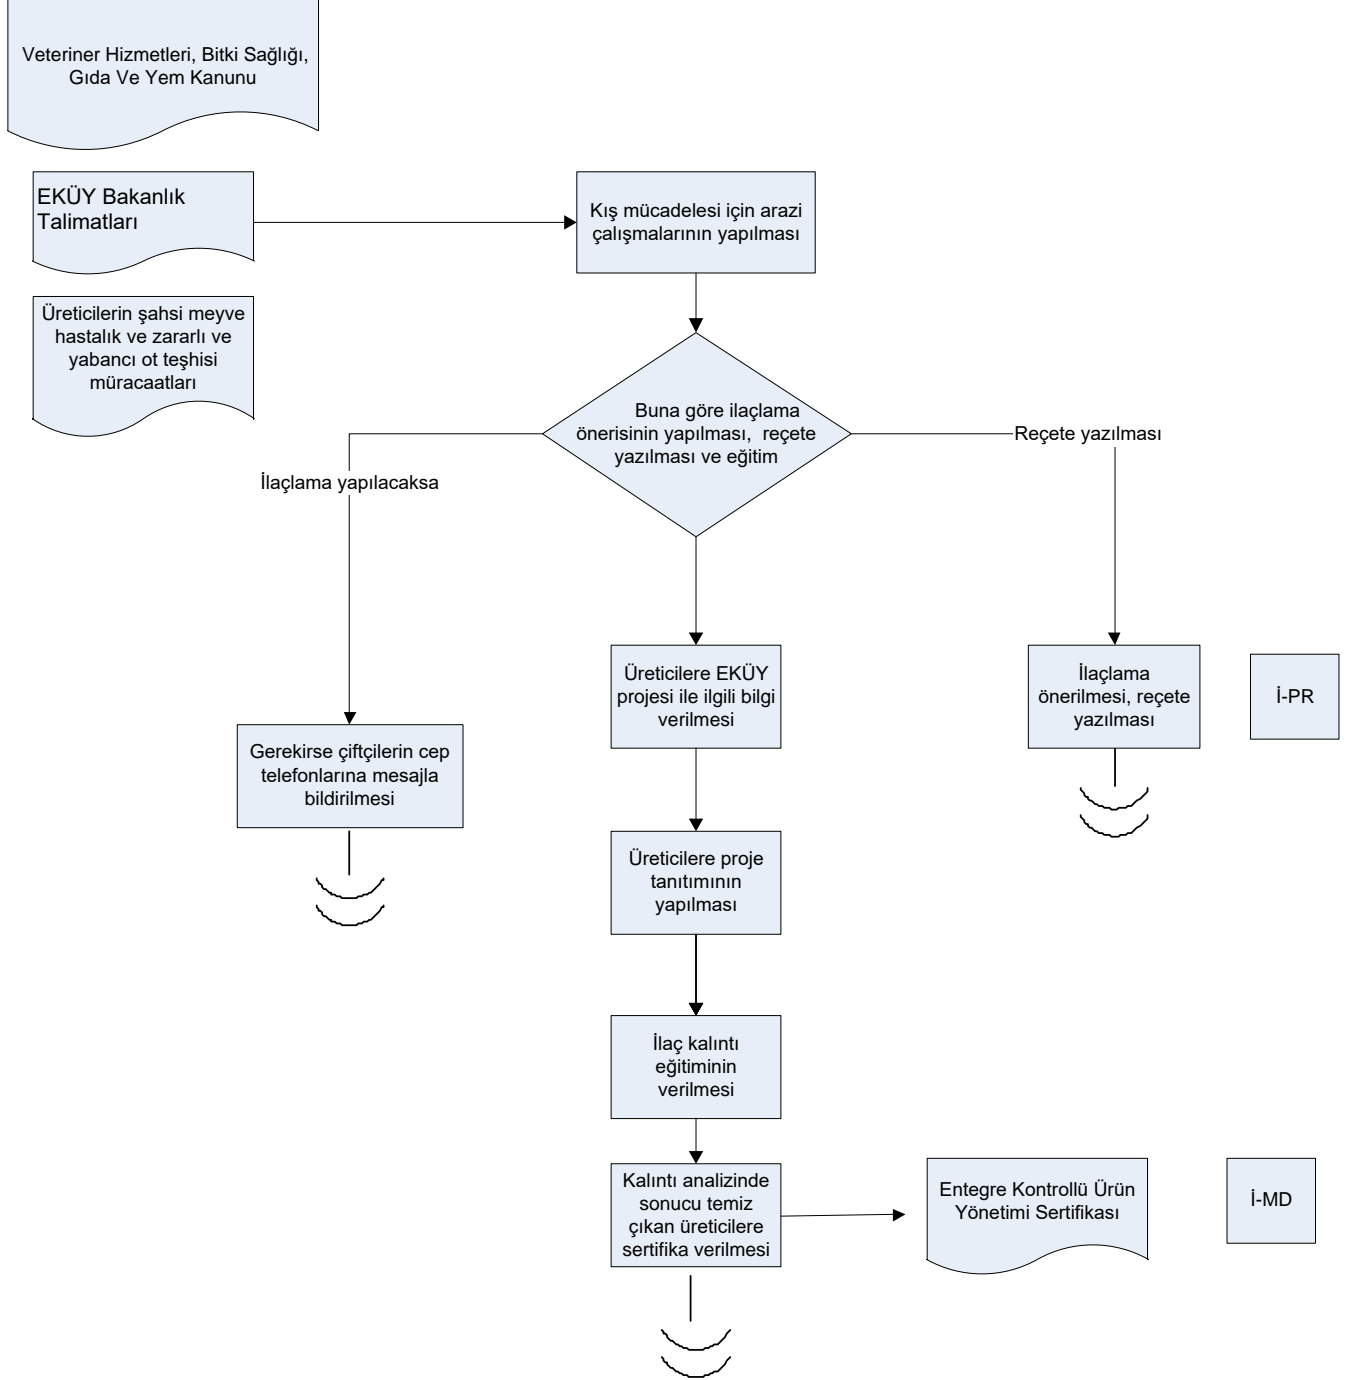 Veteriner Hizmetleri, Bitki Sağlığı,
Gıda Ve Yem Kanunu
EKÜY Bakanlık
Talimatları
Kış mücadelesi için arazi
çalışmalarının yapılması
Üreticilerin şahsi meyve
hastalık ve zararlı ve
yabancı ot teşhisi
müracaatları
Buna göre ilaçlama
önerisinin yapılması, reçete
yazılması ve eğitim
Reçete yazılması
İlaçlama yapılacaksa
Üreticilere EKÜY
projesi ile ilgili bilgi
verilmesi
İlaçlama
önerilmesi, reçete
yazılması
İ-PR
Gerekirse çiftçilerin cep
telefonlarına mesajla
bildirilmesi
Üreticilere proje
tanıtımının
yapılması
İlaç kalıntı
eğitiminin
verilmesi
Kalıntı analizinde
sonucu temiz
çıkan üreticilere
sertifika verilmesi
Entegre Kontrollü Ürün
Yönetimi Sertifikası
İ-MD